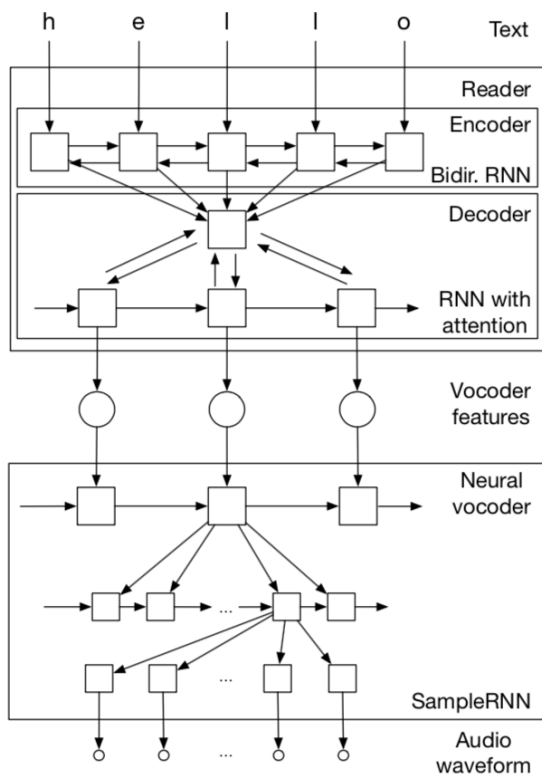 h e l l o Text
Reader
Encoder
Bidir. RNN
Decoder
RNN with
attention
Vocoder
features
Neural
vocoder
...
...
SampleRNN
Audio
...
waveform